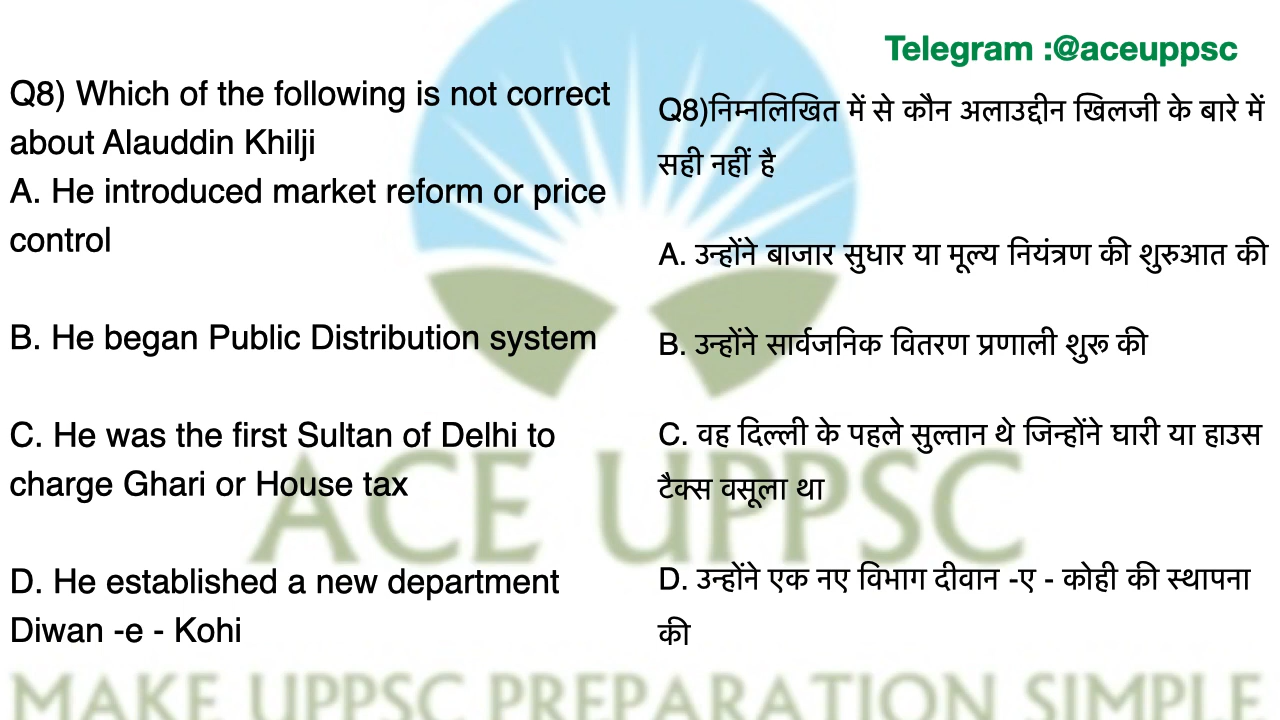 Telegram :@aceuppsc
Q8) Which of the following is not correct
about Alauddin Khilji
A. He introduced market reform or price
control
B. He began Public Distribution system
C. He was the first Sultan of Delhi to
charge Ghari or House tax
D. He established a new department
Diwan -e - Kohi
Q8)निम्नलिखित में से कौन अलाउद्दीन खिलजी के बारे में
सही नहीं है
A. उन्होंने बाजार सुधार या मूल्य नियंत्रण की शुरुआत की
B. उन्होंने सार्वजनिक वितरण प्रणाली शुरू की
C. वह दिल्ली के पहले सुल्तान थे जिन्होंने घारी या हाउस
टैक्स वसूला था
D. उन्होंने एक नए विभाग दीवान -ए - कोही की स्थापना
की
ACE UPPSC
MAKE UPPSC PREPARATION SIMPLE